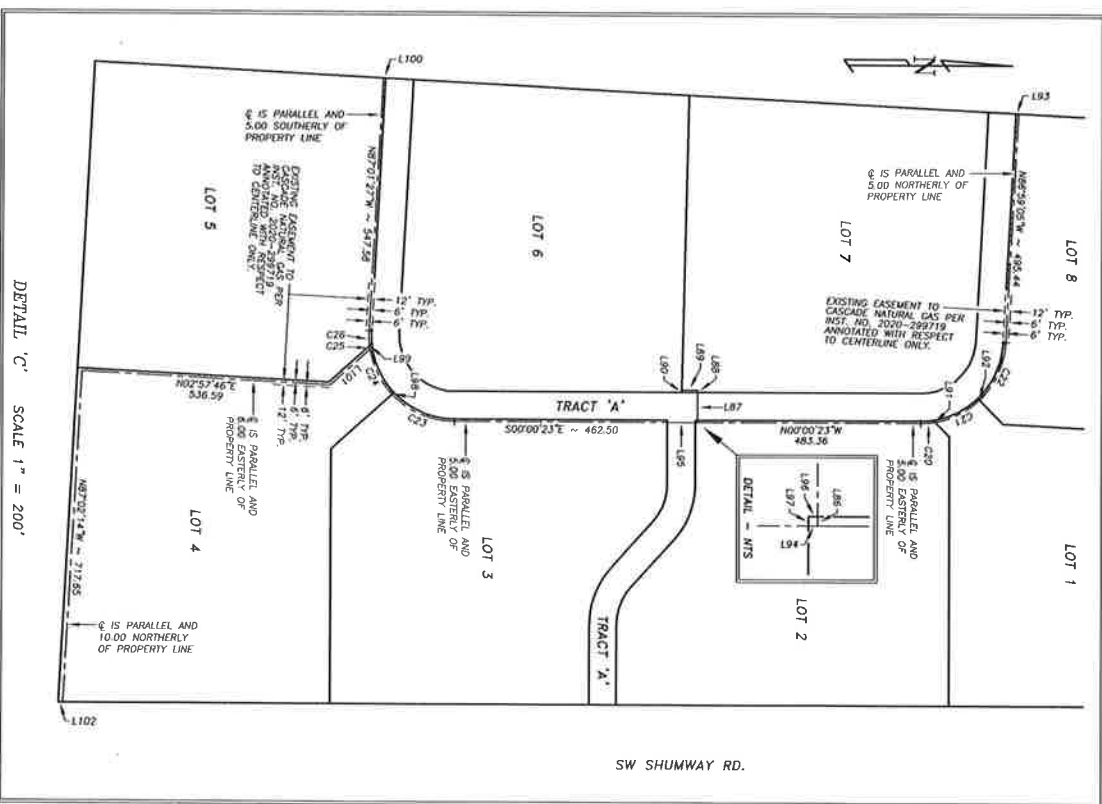 L100
L93
℄ IS PARALLEL AND
5.00 SOUTHERLY OF
PROPERTY LINE
EXISTING EASEMENT TO
CASCADE NATURAL GAS PER
INST. NO. 2020-299719
ANNOTATED WITH RESPECT
TO CENTERLINE ONLY.
N87°01'27"W ~ 547.58
LOT 5
LOT 6
LOT 7
LOT 8
℄ IS PARALLEL AND
5.00 NORTHERLY OF
PROPERTY LINE
N86°59'05"W ~ 495.44
EXISTING EASEMENT TO
CASCADE NATURAL GAS PER
INST. NO. 2020-299719
ANNOTATED WITH RESPECT
TO CENTERLINE ONLY.
12' TYP.
6' TYP.
6' TYP.
12' TYP.
6' TYP.
6' TYP.
C26
C25
L99
L101
C24
L98
C23
L90
L89
L88
L87
L91
L92
C22
C21
C20
TRACT 'A'
N02°57'46"E
536.59
6' TYP.
6' TYP.
12' TYP.
℄ IS PARALLEL AND
5.00 EASTERLY OF
PROPERTY LINE
S00°00'23"E ~ 462.50
℄ IS PARALLEL AND
5.00 EASTERLY OF
PROPERTY LINE
L95
N00°00'23"W
483.36
℄ IS PARALLEL AND
5.00 EASTERLY OF
PROPERTY LINE
DETAIL - NTS
L97
L96
L86
L94
LOT 4
LOT 3
LOT 2
LOT 1
TRACT 'A'
N87°02'14"W ~ 717.65
℄ IS PARALLEL AND
10.00 NORTHERLY
OF PROPERTY LINE
L102
SW SHUMWAY RD.
DETAIL 'C' SCALE 1" = 200'